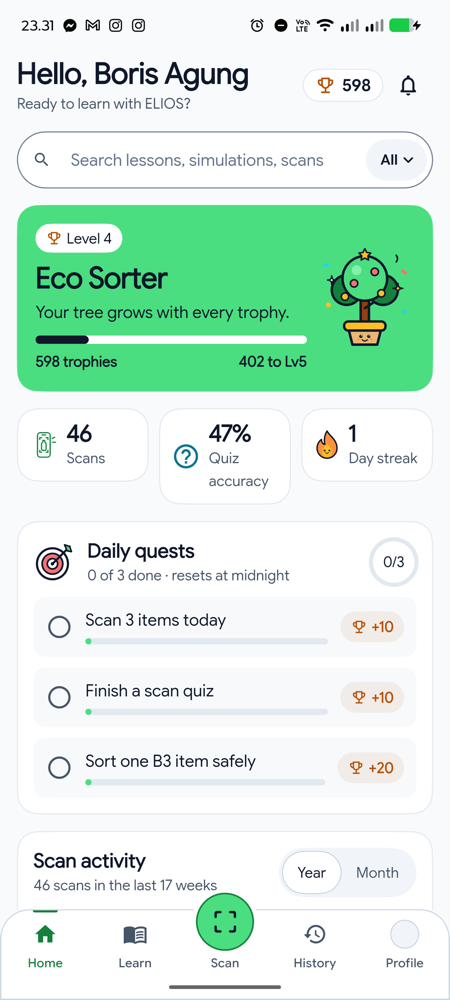 23.31
Vo))
LTE
Hello, Boris Agung
Ready to learn with ELIOS?
598
Search lessons, simulations, scans
All
Level 4
Eco Sorter
Your tree grows with every trophy.
598 trophies
402 to Lv5
46
Scans
47%
Quiz
accuracy
1
Day streak
Daily quests
0 of 3 done · resets at midnight
0/3
Scan 3 items today
+10
Finish a scan quiz
+10
Sort one B3 item safely
+20
Scan activity
46 scans in the last 17 weeks
Year
Month
Home
Learn
Scan
History
Profile